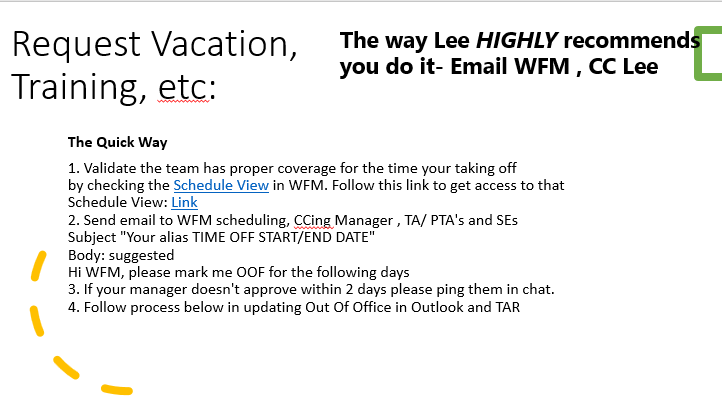 Request Vacation,
Training, etc:
The way Lee HIGHLY recommends
you do it- Email WFM , CC Lee
The Quick Way
1. Validate the team has proper coverage for the time your taking off
by checking the Schedule View in WFM. Follow this link to get access to that
Schedule View: Link
2. Send email to WFM scheduling, CCing Manager , TA/ PTA's and SEs
Subject "Your alias TIME OFF START/END DATE"
Body: suggested
Hi WFM, please mark me OOF for the following days
3. If your manager doesn't approve within 2 days please ping them in chat.
4. Follow process below in updating Out Of Office in Outlook and TAR